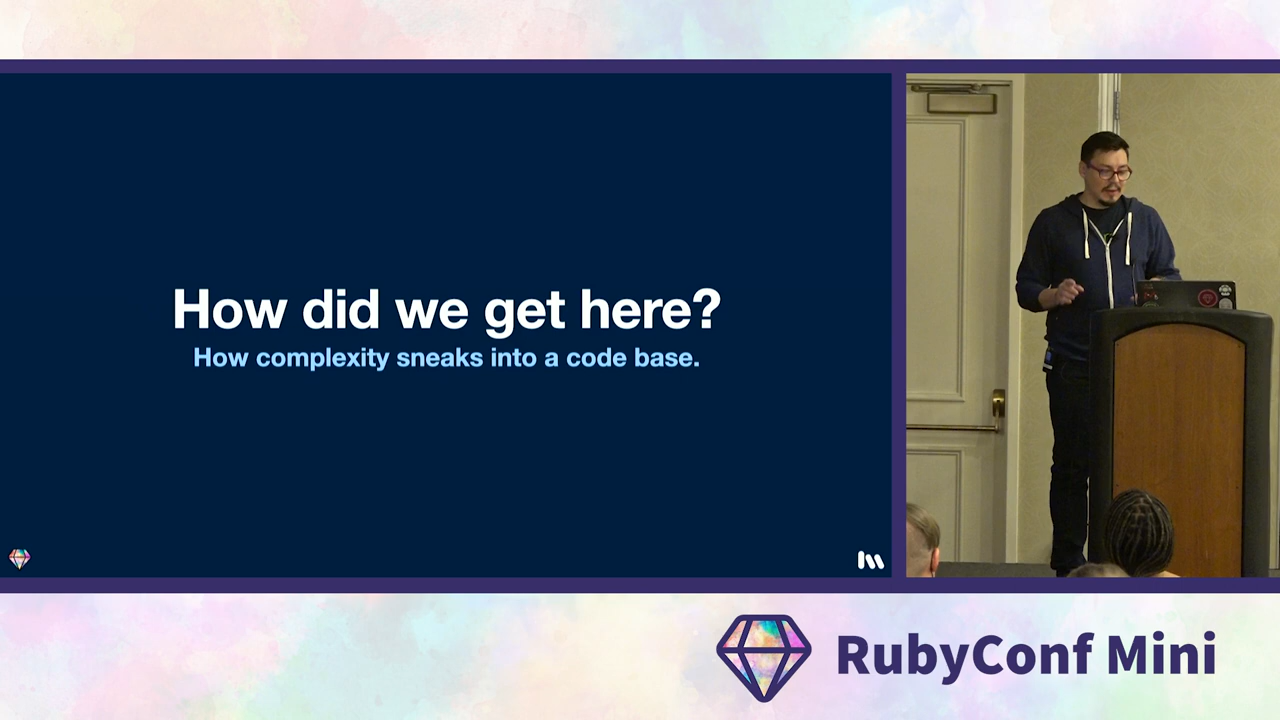 How did we get here?
How complexity sneaks into a code base.
RubyConf Mini